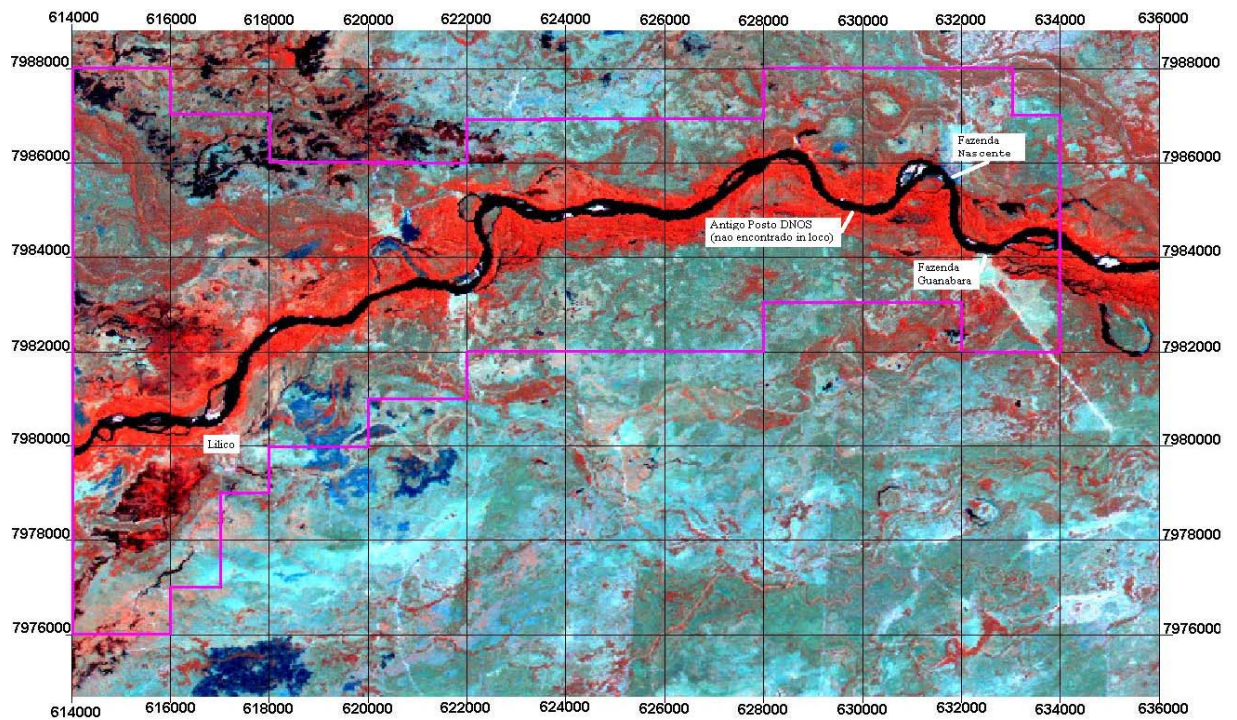 614000 616000 618000 620000 622000 624000 626000 628000 630000 632000 634000 636000
7988000 7988000
Fazenda
Nascente
7986000 7986000
Antigo Posto DNOS
(nao encontrado in loco)
7984000 7984000
Fazenda
Guanabara
7982000 7982000
Lilico
7980000 7980000
7978000 7978000
7976000 7976000
614000 616000 618000 620000 622000 624000 626000 628000 630000 632000 634000 636000